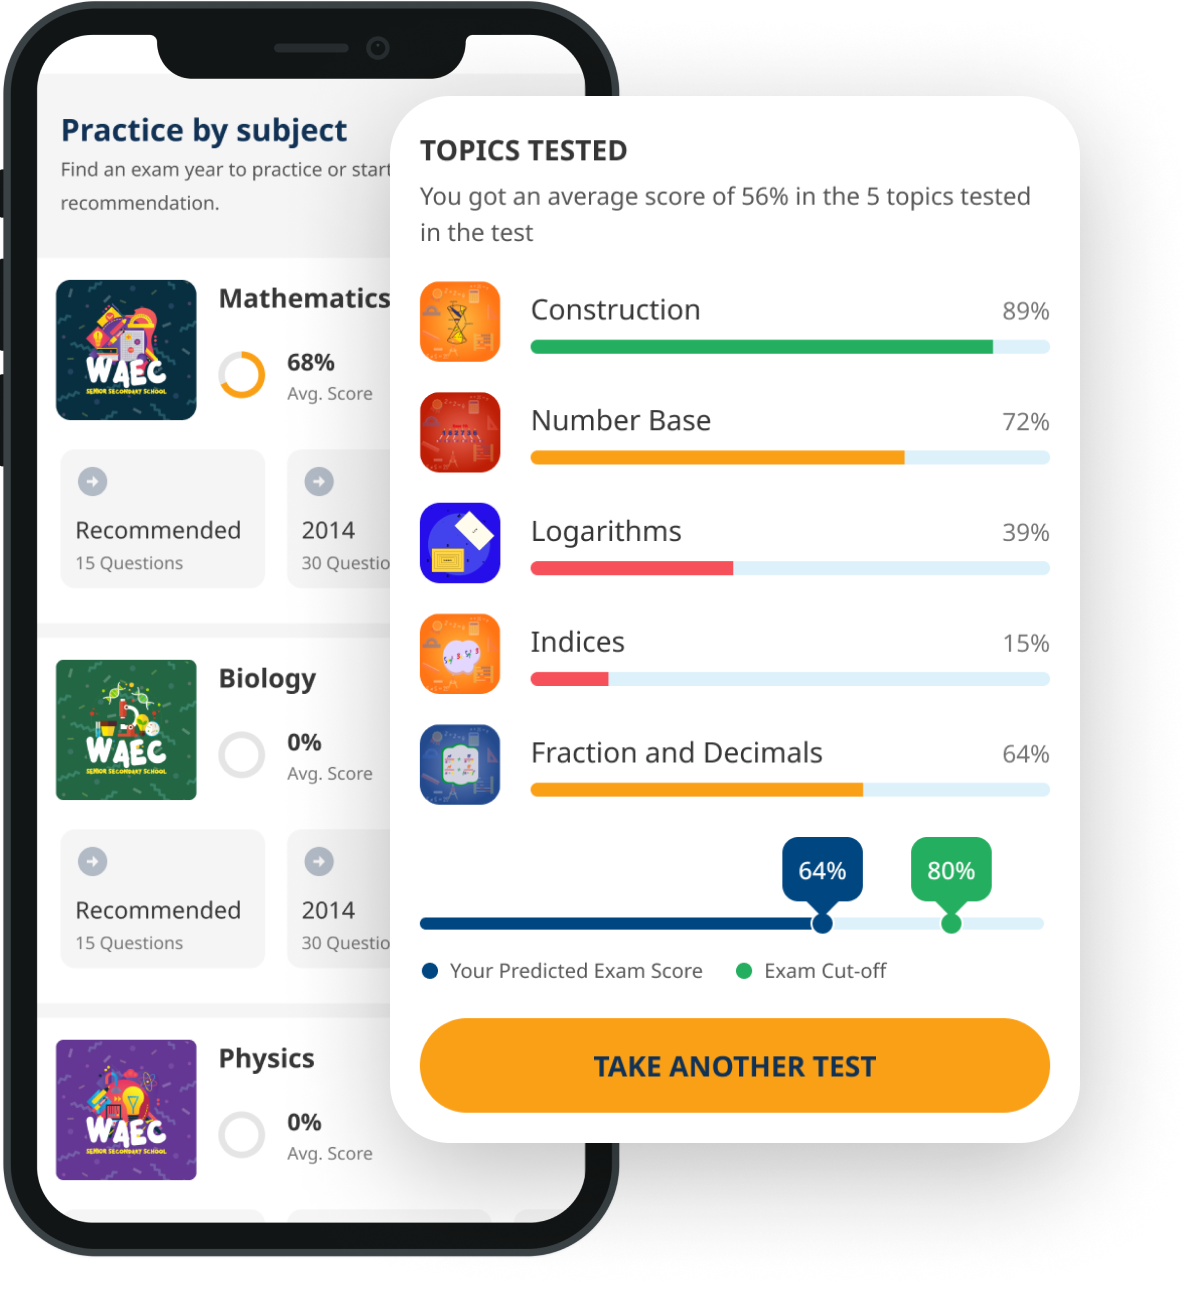 Practice by subject
Find an exam year to practice or start
recommendation.
Mathematics
68%
Avg. Score
WAEC
SENIOR SECONDARY SCHOOL
Recommended
15 Questions
2014
30 Questio
Biology
0%
Avg. Score
WAEC
SENIOR SECONDARY SCHOOL
Recommended
15 Questions
2014
30 Questio
Physics
0%
Avg. Score
WAEC
SENIOR SECONDARY SCHOOL
TOPICS TESTED
You got an average score of 56% in the 5 topics tested
in the test
Construction 89%
Number Base 72%
Logarithms 39%
Indices 15%
Fraction and Decimals 64%
64% 80%
Your Predicted Exam Score Exam Cut-off
TAKE ANOTHER TEST